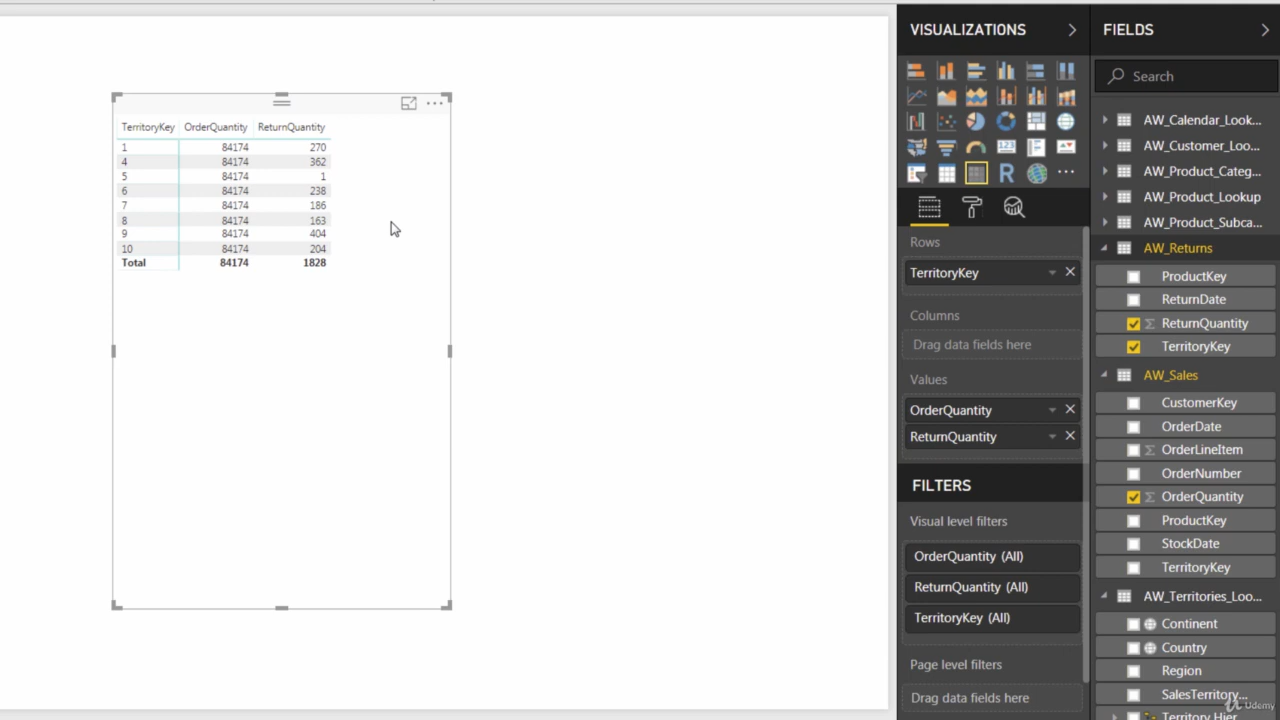 VISUALIZATIONS
FIELDS
Search
TerritoryKey OrderQuantity ReturnQuantity
1 84174 270
4 84174 362
5 84174 1
6 84174 238
7 84174 186
8 84174 163
9 84174 404
10 84174 204
Total 84174 1828
R
Rows
TerritoryKey
Columns
Drag data fields here
Values
OrderQuantity
ReturnQuantity
FILTERS
Visual level filters
OrderQuantity (All)
ReturnQuantity (All)
TerritoryKey (All)
Page level filters
Drag data fields here
AW_Calendar_Look...
AW_Customer_Loo...
AW_Product_Categ...
AW_Product_Lookup
AW_Product_Subca...
AW_Returns
ProductKey
ReturnDate
Σ ReturnQuantity
TerritoryKey
AW_Sales
CustomerKey
OrderDate
Σ OrderLineItem
OrderNumber
Σ OrderQuantity
ProductKey
StockDate
TerritoryKey
AW_Territories_Loo...
Continent
Country
Region
SalesTerritory...
Territory Hier
Udemy